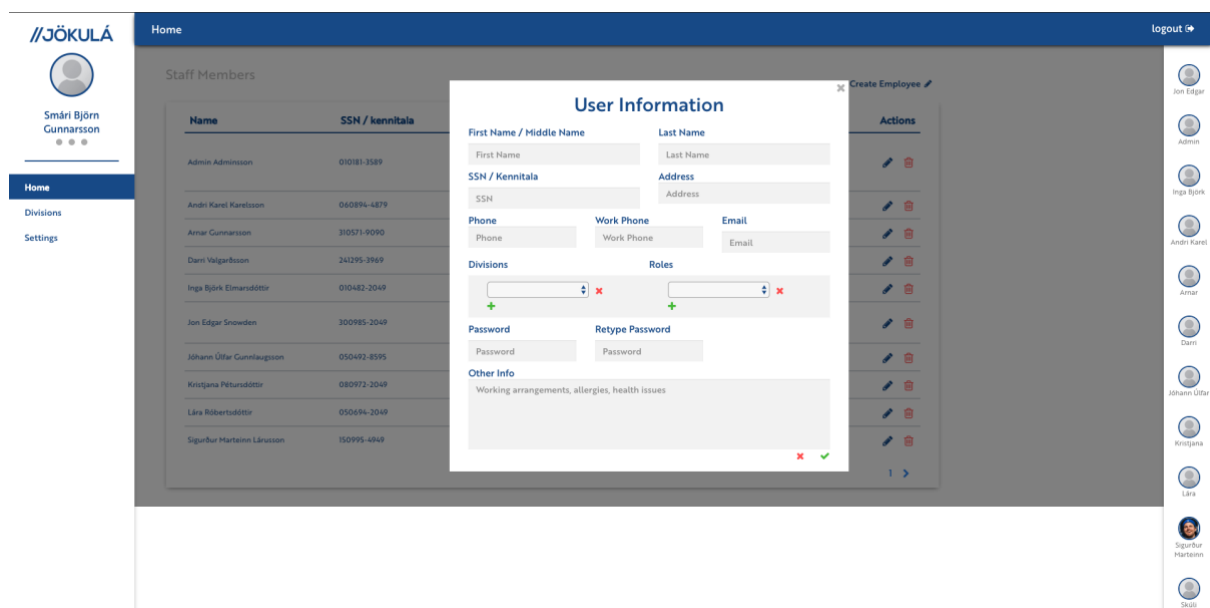 //JÖKULÁ
Smári Björn
Gunnarsson
Home
Divisions
Settings
Home
logout
Staff Members
Create Employee
Name SSN / kennitala Actions
Admin Adminsson 010181-3589
Andri Karel Karelsson 060894-4879
Arnar Gunnarsson 310571-9090
Darri Valgarðsson 241295-3969
Inga Björk Elmarsdóttir 010482-2049
Jon Edgar Snowden 300985-2049
Jóhann Úlfar Gunnlaugsson 050492-8595
Kristjana Pétursdóttir 080972-2049
Lára Róbertsdóttir 050694-2049
Sigurður Marteinn Lárusson 150995-4949
1
User Information
First Name / Middle Name Last Name
First Name Last Name
SSN / Kennitala Address
SSN Address
Phone Work Phone Email
Phone Work Phone Email
Divisions Roles
Password Retype Password
Password Password
Other Info
Working arrangements, allergies, health issues
Jon Edgar
Admin
Inga Björk
Andri Karel
Arnar
Darri
Jóhann Úlfar
Kristjana
Lára
Sigurður
Marteinn
Skúli